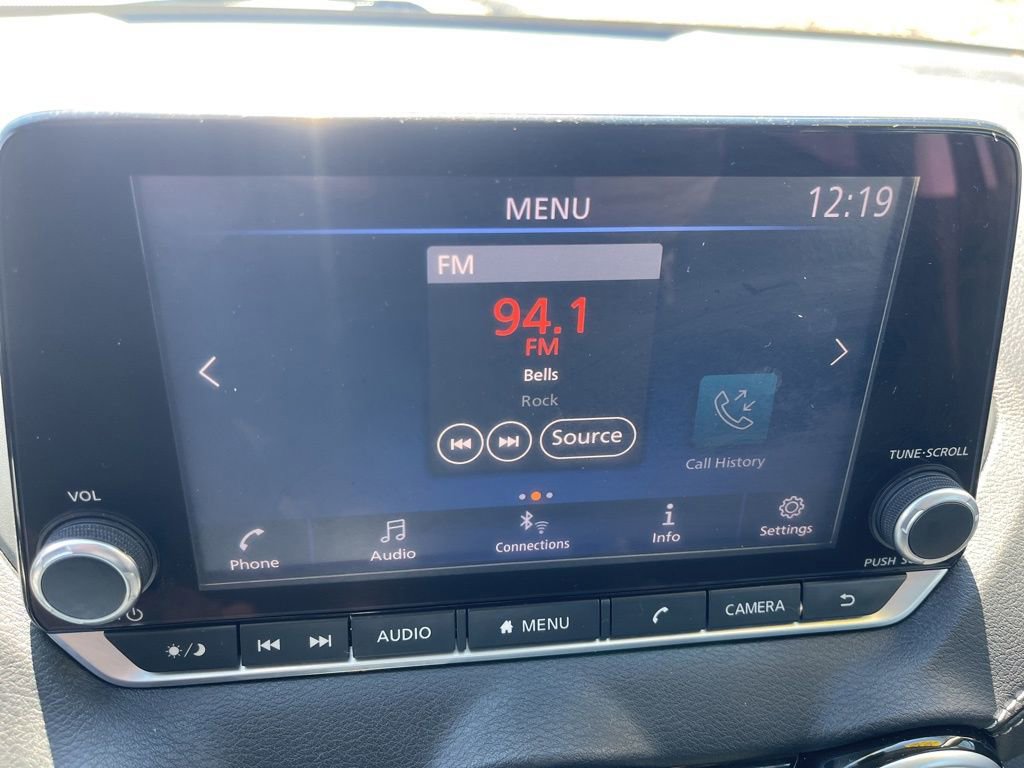 MENU
12:19
FM
94.1
FM
Bells
Rock
Source
Call History
TUNE·SCROLL
VOL
Phone
Audio
Connections
Info
Settings
PUSH
AUDIO
MENU
CAMERA